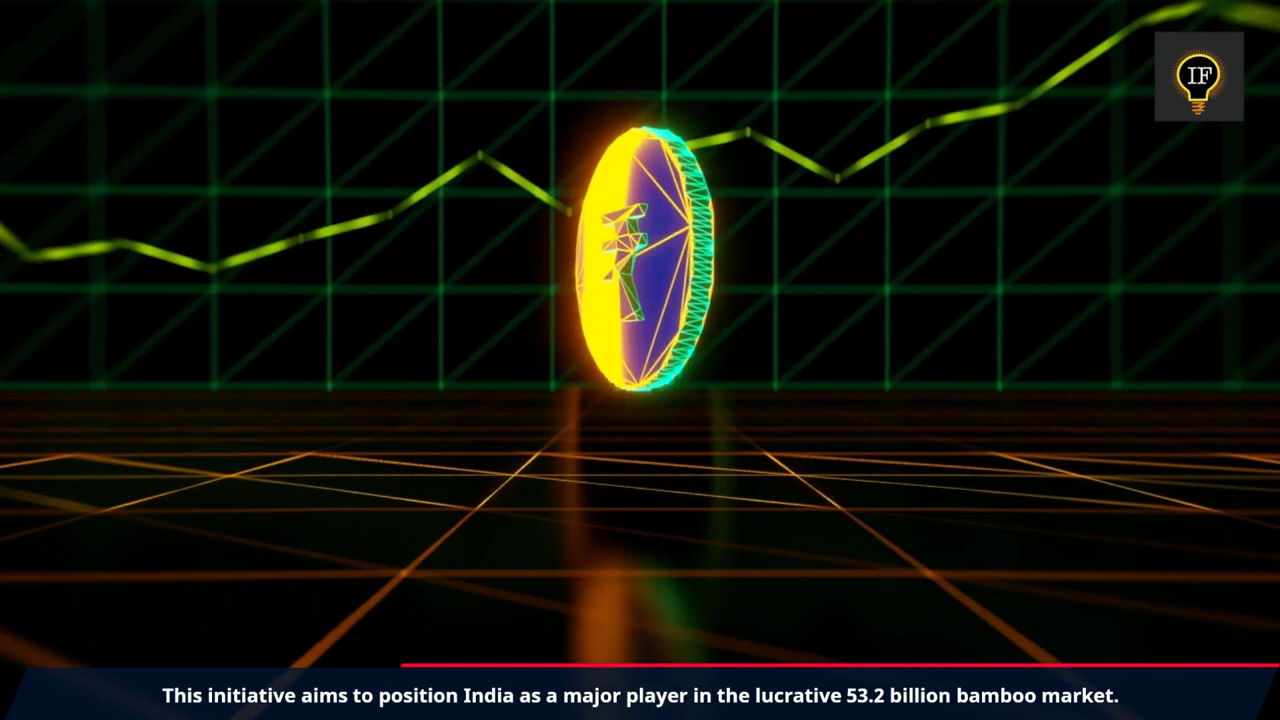 IF
This initiative aims to position India as a major player in the lucrative 53.2 billion bamboo market.